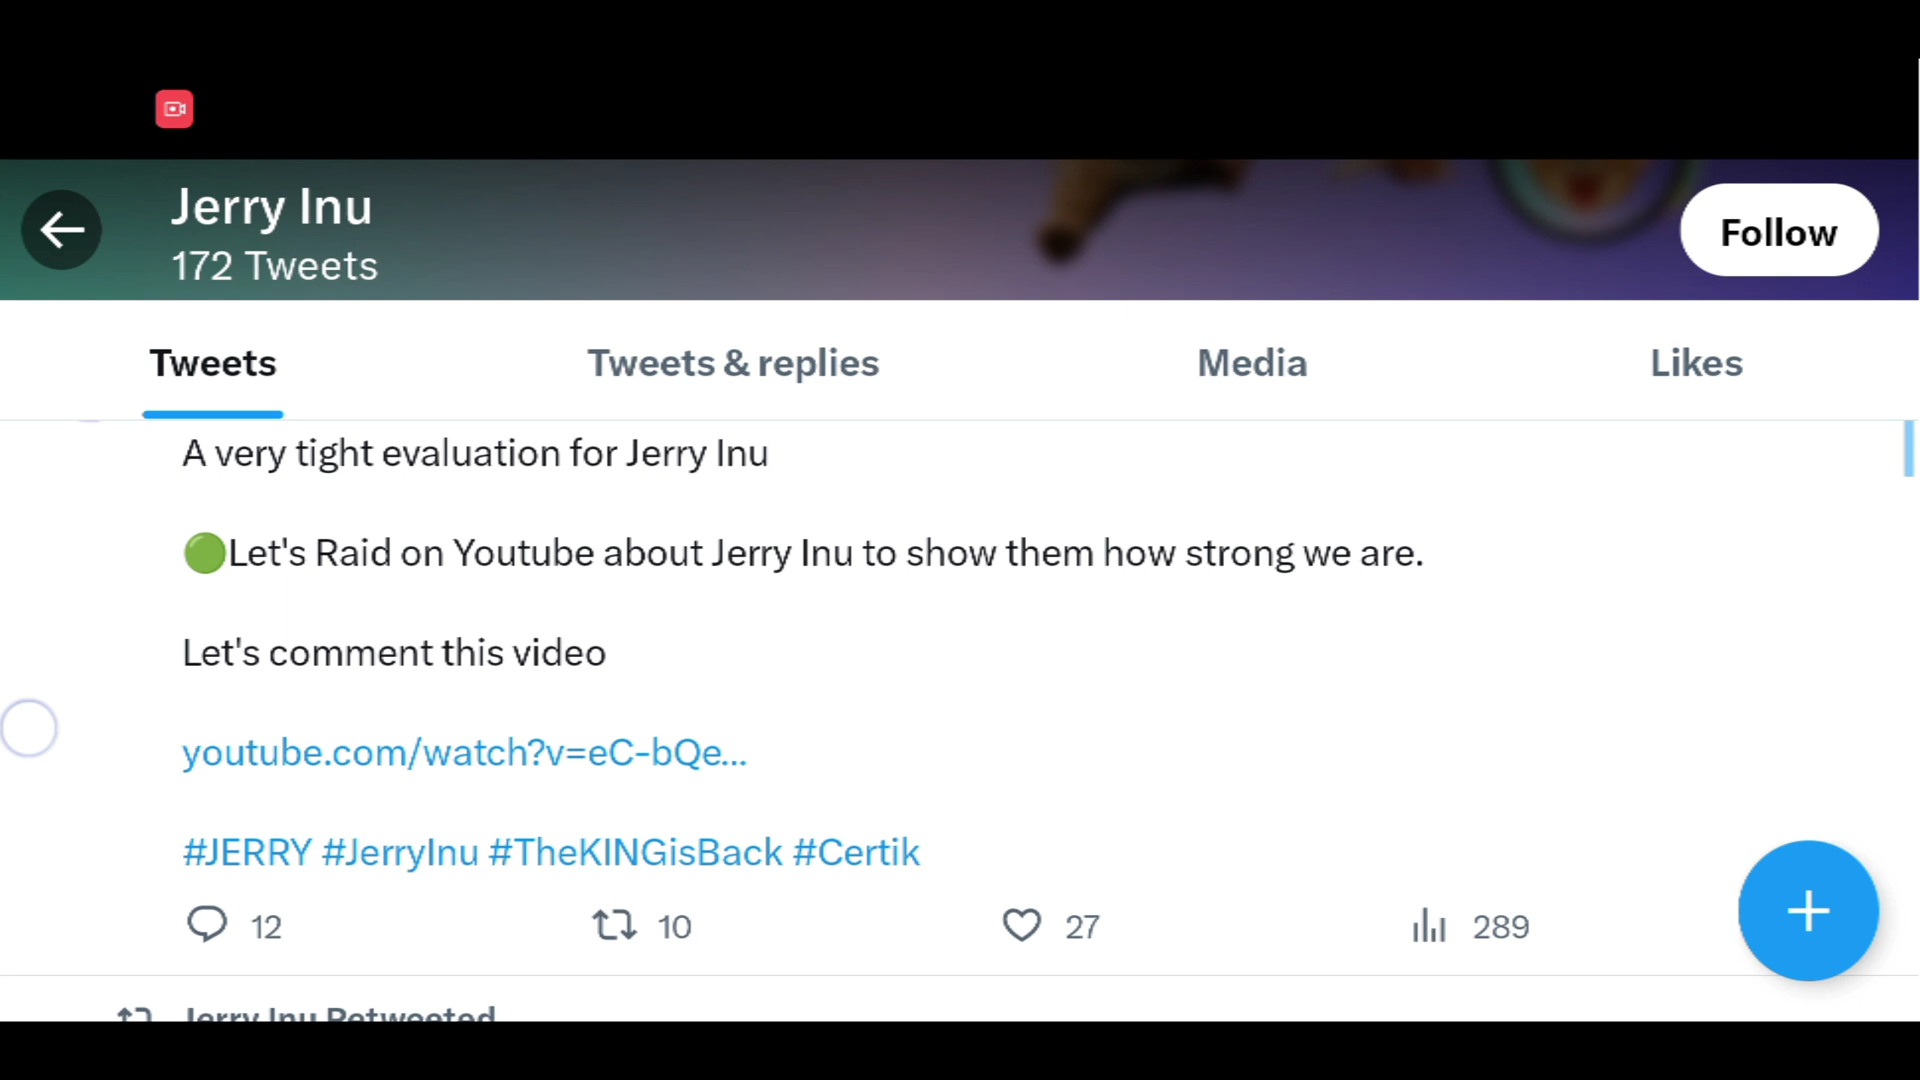 Jerry Inu
172 Tweets
Follow
Tweets
Tweets & replies
Media
Likes
A very tight evaluation for Jerry Inu
🟢Let's Raid on Youtube about Jerry Inu to show them how strong we are.
Let's comment this video
youtube.com/watch?v=eC-bQe...
#JERRY #JerryInu #TheKINGisBack #Certik
12
10
27
289
Jerry Inu Retweeted